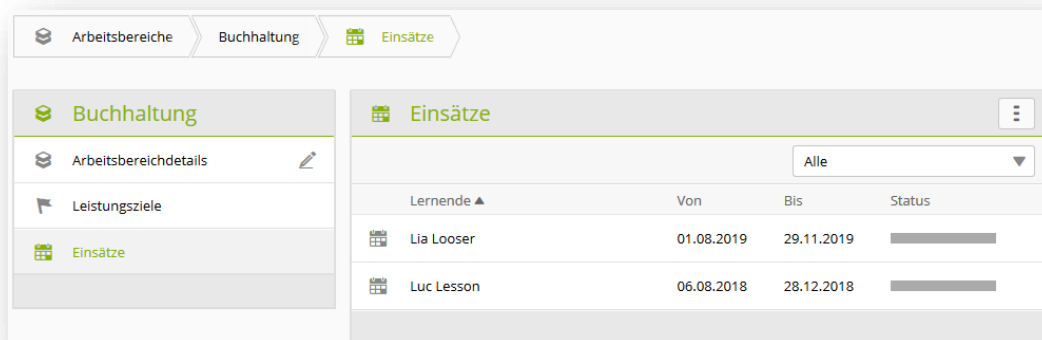 Arbeitsbereiche Buchhaltung Einsätze
Buchhaltung
Arbeitsbereichdetails
Leistungsziele
Einsätze
Einsätze
Alle
Lernende Von Bis Status
Lia Looser 01.08.2019 29.11.2019
Luc Lesson 06.08.2018 28.12.2018